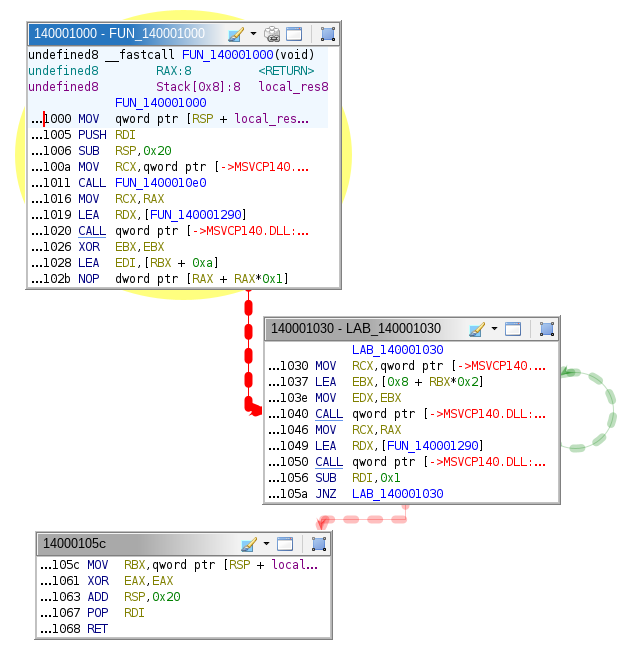 140001000 - FUN_140001000
undefined8 __fastcall FUN_140001000(void)
undefined8 RAX:8 <RETURN>
undefined8 Stack[0x8]:8 local_res8
FUN_140001000
...1000 MOV qword ptr [RSP + local_res...
...1005 PUSH RDI
...1006 SUB RSP,0x20
...100a MOV RCX,qword ptr [->MSVCP140....
...1011 CALL FUN_1400010e0
...1016 MOV RCX,RAX
...1019 LEA RDX,[FUN_140001290]
...1020 CALL qword ptr [->MSVCP140.DLL:...
...1026 XOR EBX,EBX
...1028 LEA EDI,[RBX + 0xa]
...102b NOP dword ptr [RAX + RAX*0x1]
140001030 - LAB_140001030
LAB_140001030
...1030 MOV RCX,qword ptr [->MSVCP140....
...1037 LEA EBX,[0x8 + RBX*0x2]
...103e MOV EDX,EBX
...1040 CALL qword ptr [->MSVCP140.DLL:...
...1046 MOV RCX,RAX
...1049 LEA RDX,[FUN_140001290]
...1050 CALL qword ptr [->MSVCP140.DLL:...
...1056 SUB RDI,0x1
...105a JNZ LAB_140001030
14000105c
...105c MOV RBX,qword ptr [RSP + local...
...1061 XOR EAX,EAX
...1063 ADD RSP,0x20
...1067 POP RDI
...1068 RET